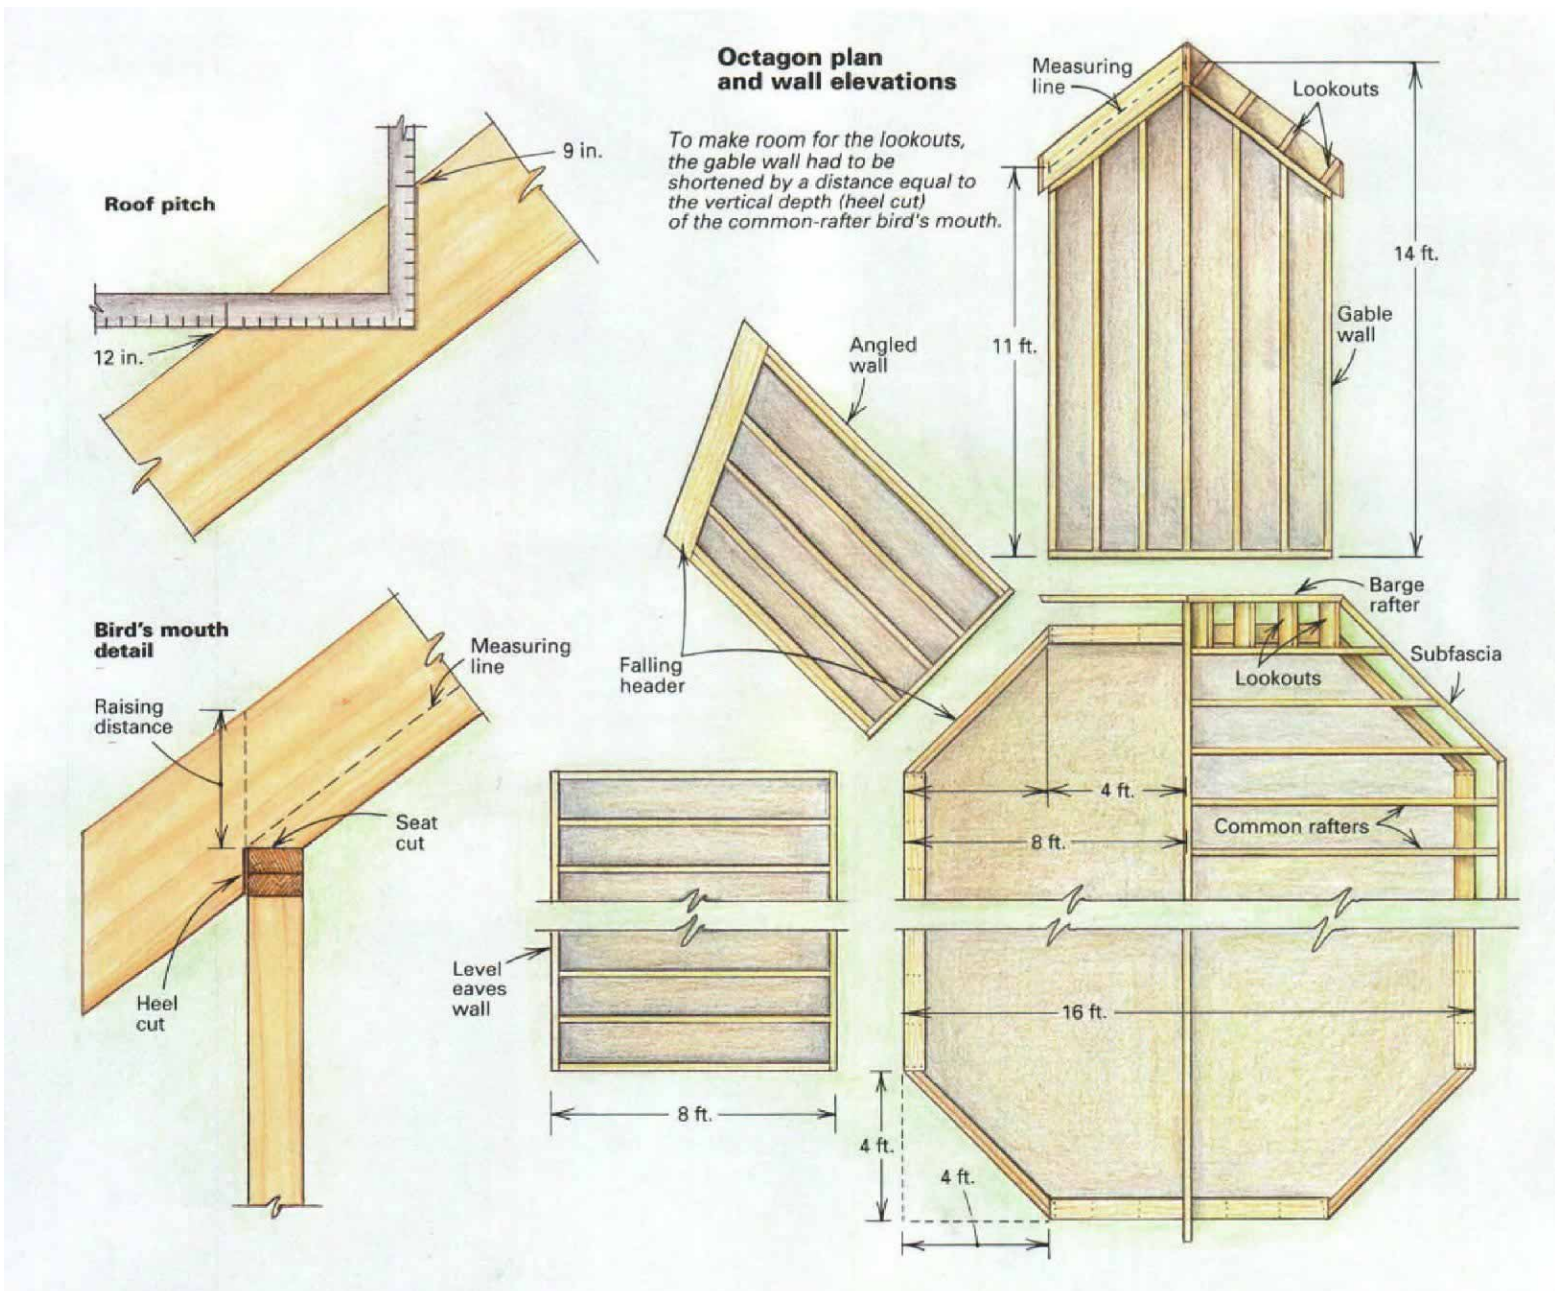 Octagon plan
and wall elevations
To make room for the lookouts,
the gable wall had to be
shortened by a distance equal to
the vertical depth (heel cut)
of the common-rafter bird's mouth.
Measuring
line
Lookouts
14 ft.
11 ft.
Gable
wall
Roof pitch
9 in.
12 in.
Angled
wall
Falling
header
Bird's mouth
detail
Measuring
line
Raising
distance
Seat
cut
Heel
cut
Barge
rafter
Subfascia
Lookouts
4 ft.
Common rafters
8 ft.
Level
eaves
wall
8 ft.
16 ft.
4 ft.
4 ft.